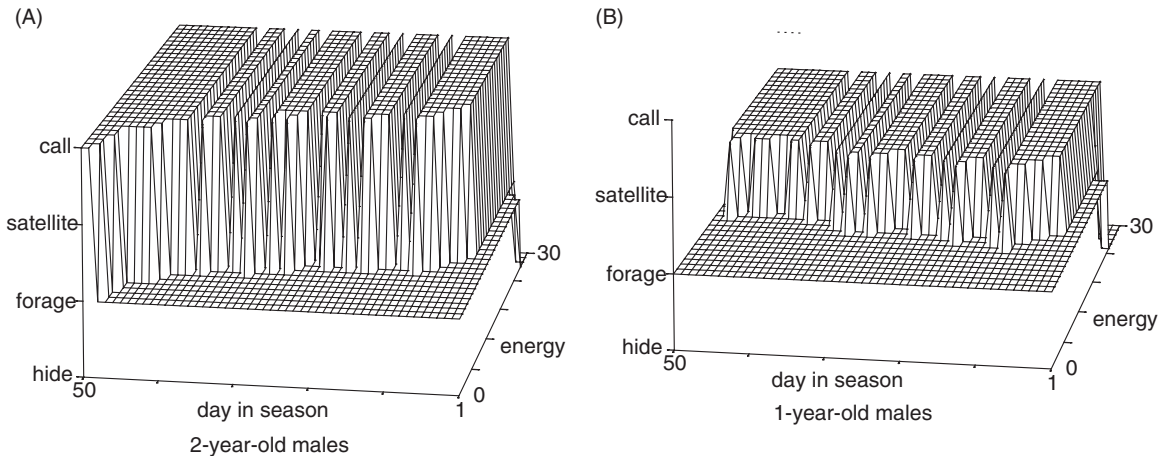 (A)
call
satellite
forage
hide
50
day in season
1
0
energy
30
2-year-old males
(B)
call
satellite
forage
hide
50
day in season
1
0
energy
30
1-year-old males